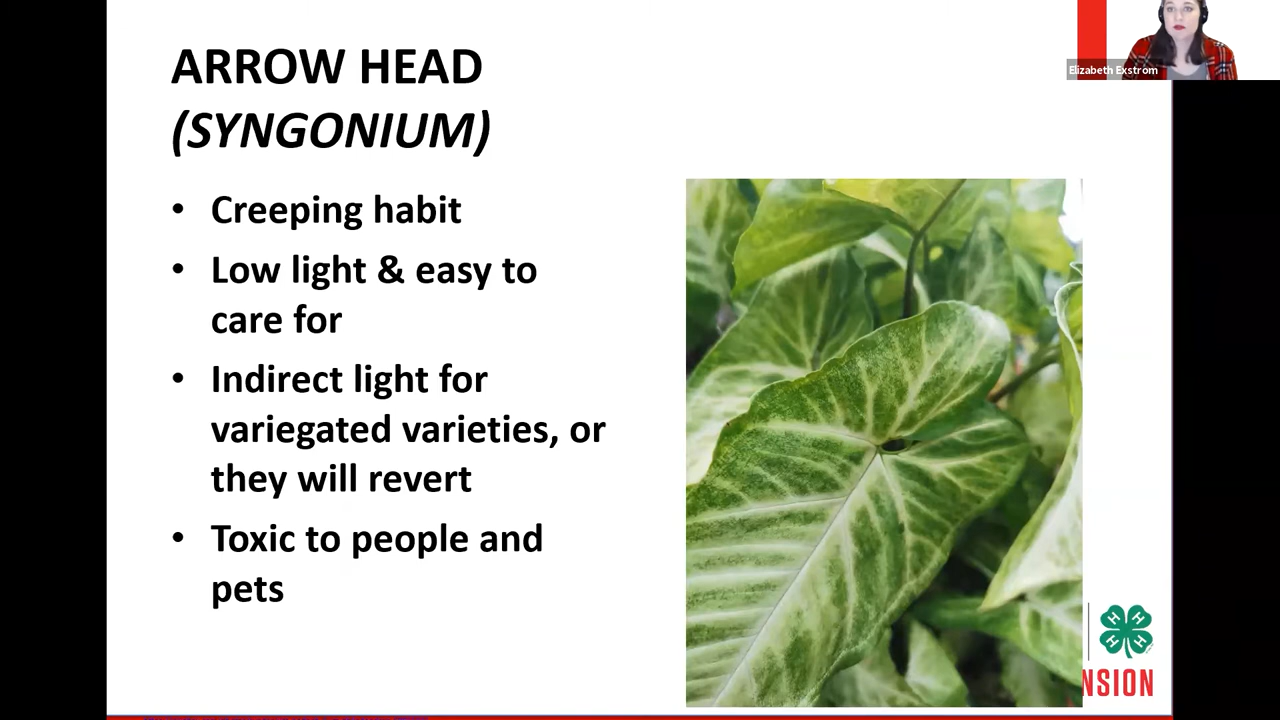 ARROW HEAD
(SYNGONIUM)
• Creeping habit
• Low light & easy to
care for
• Indirect light for
variegated varieties, or
they will revert
• Toxic to people and
pets
Elizabeth Exstrom
H H H H
NSION